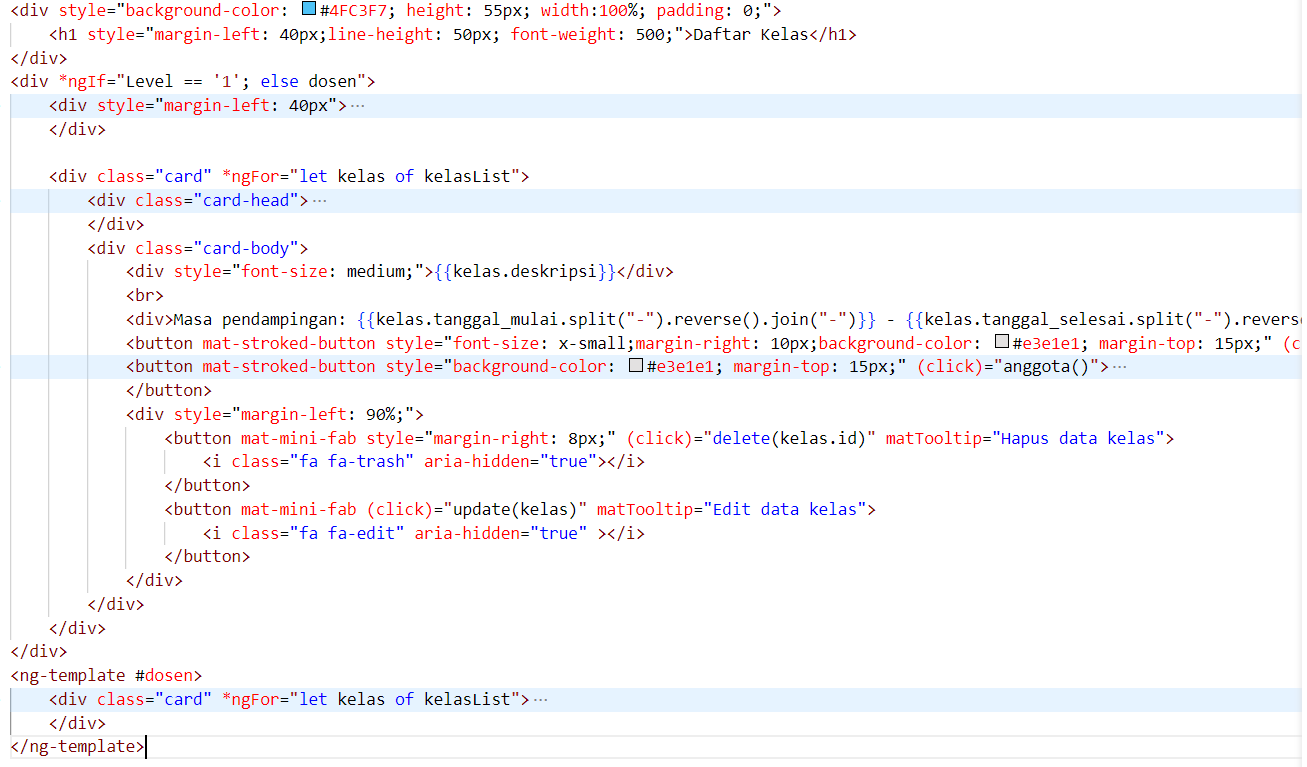 <div style="background-color: #4FC3F7; height: 55px; width:100%; padding: 0;">
    <h1 style="margin-left: 40px;line-height: 50px; font-weight: 500;">Daftar Kelas</h1>
</div>
<div *ngIf="Level == '1'; else dosen">
    <div style="margin-left: 40px">···
    </div>

    <div class="card" *ngFor="let kelas of kelasList">
        <div class="card-head">···
        </div>
        <div class="card-body">
            <div style="font-size: medium;">{{kelas.deskripsi}}</div>
            <br>
            <div>Masa pendampingan: {{kelas.tanggal_mulai.split("-").reverse().join("-")}} - {{kelas.tanggal_selesai.split("-").revers
            <button mat-stroked-button style="font-size: x-small;margin-right: 10px;background-color: #e3e1e1; margin-top: 15px;" (c
            <button mat-stroked-button style="background-color: #e3e1e1; margin-top: 15px;" (click)="anggota()">···
            </button>
            <div style="margin-left: 90%;">
                <button mat-mini-fab style="margin-right: 8px;" (click)="delete(kelas.id)" matTooltip="Hapus data kelas">
                    <i class="fa fa-trash" aria-hidden="true"></i>
                </button>
                <button mat-mini-fab (click)="update(kelas)" matTooltip="Edit data kelas">
                    <i class="fa fa-edit" aria-hidden="true" ></i>
                </button>
            </div>
        </div>
    </div>
</div>
<ng-template #dosen>
    <div class="card" *ngFor="let kelas of kelasList">···
    </div>
</ng-template>